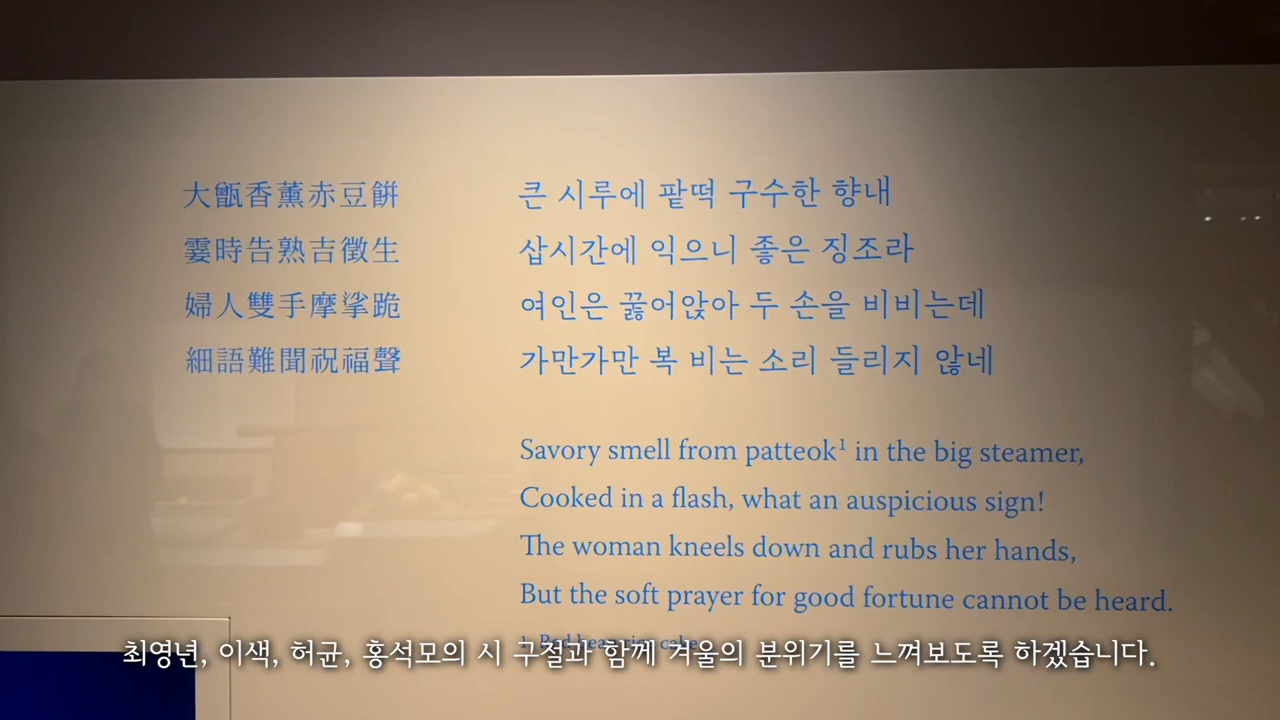 大甑香薰赤豆餠
霎時告熟吉徵生
婦人雙手摩挲跪
細語難聞祝福聲
큰 시루에 팥떡 구수한 향내
삽시간에 익으니 좋은 징조라
여인은 꿇어앉아 두 손을 비비는데
가만가만 복 비는 소리 들리지 않네
Savory smell from patteok¹ in the big steamer,
Cooked in a flash, what an auspicious sign!
The woman kneels down and rubs her hands,
But the soft prayer for good fortune cannot be heard.
1. Red bean rice cake
최영년, 이색, 허균, 홍석모의 시 구절과 함께 겨울의 분위기를 느껴보도록 하겠습니다.